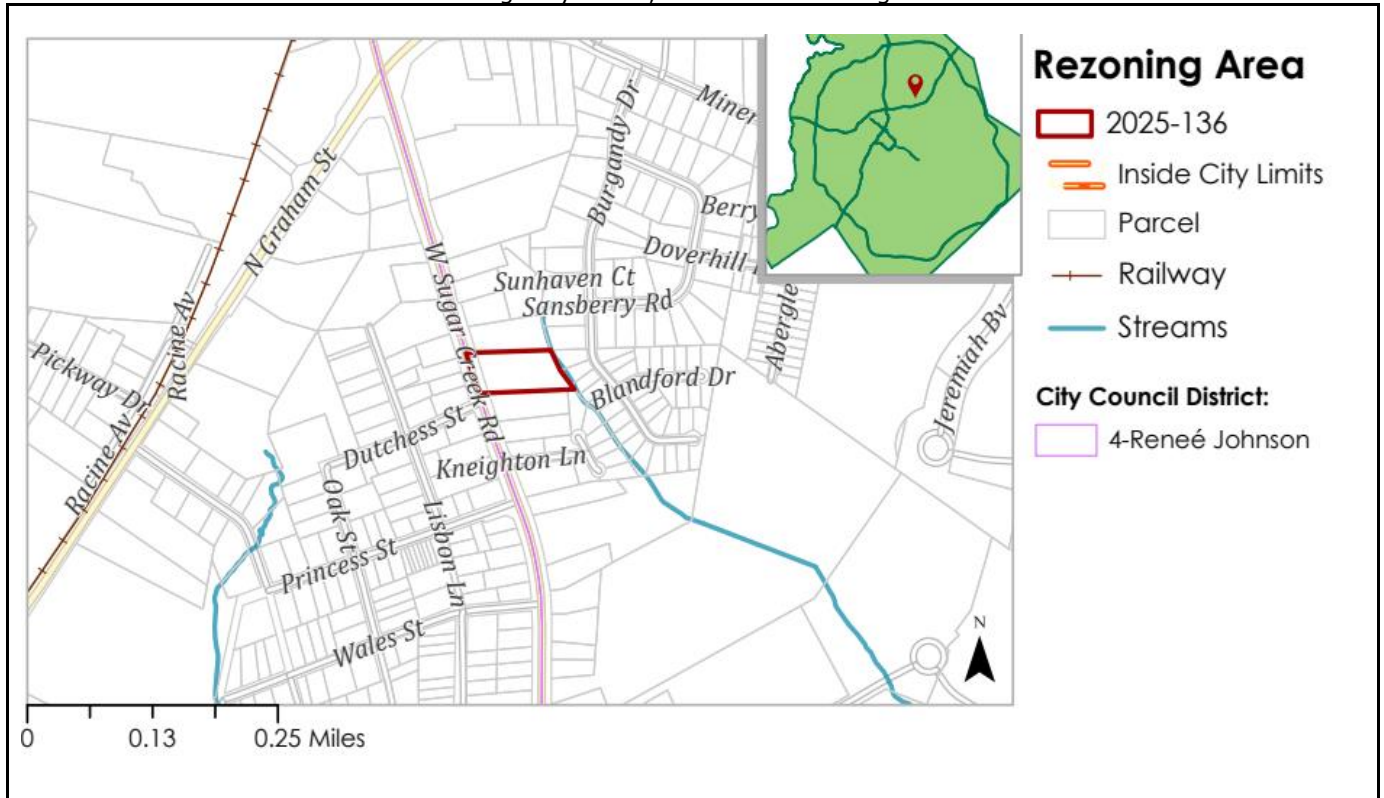 Rezoning Area
2025-136
Inside City Limits
Parcel
Railway
Streams
City Council District:
4-Reneé Johnson
Miner
Burgandy Dr
Berry
Doverhill
N Graham St
W Sugar Creek Rd
Sunhaven Ct
Sansberry Rd
Abergle
Jeremiah Bv
Racine Av
Pickway Dr
Blandford Dr
Dutchess St
Kneighton Ln
Racine Av
Oak St
Lisbon Ln
Princess St
Wales St
N
0 0.13 0.25 Miles